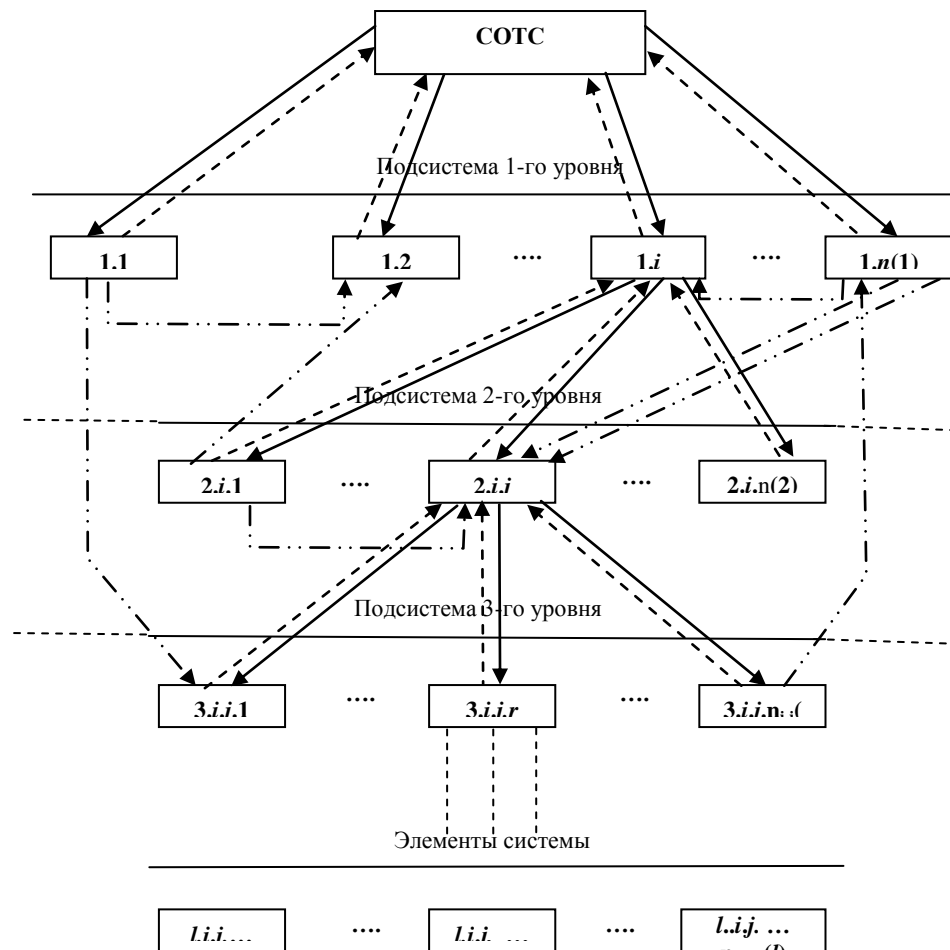 СОТС
Подсистема 1-го уровня
1.1 1.2 .... 1.i .... 1.n(1)
Подсистема 2-го уровня
2.i.1 .... 2.i.j .... 2.i.n(2)
Подсистема 3-го уровня
3.i.j.1 .... 3.i.j.r .... 3.i.j.n
Элементы системы
l.i.j. ... .... l.i.j. ... .... l..i.j. ...
(l)